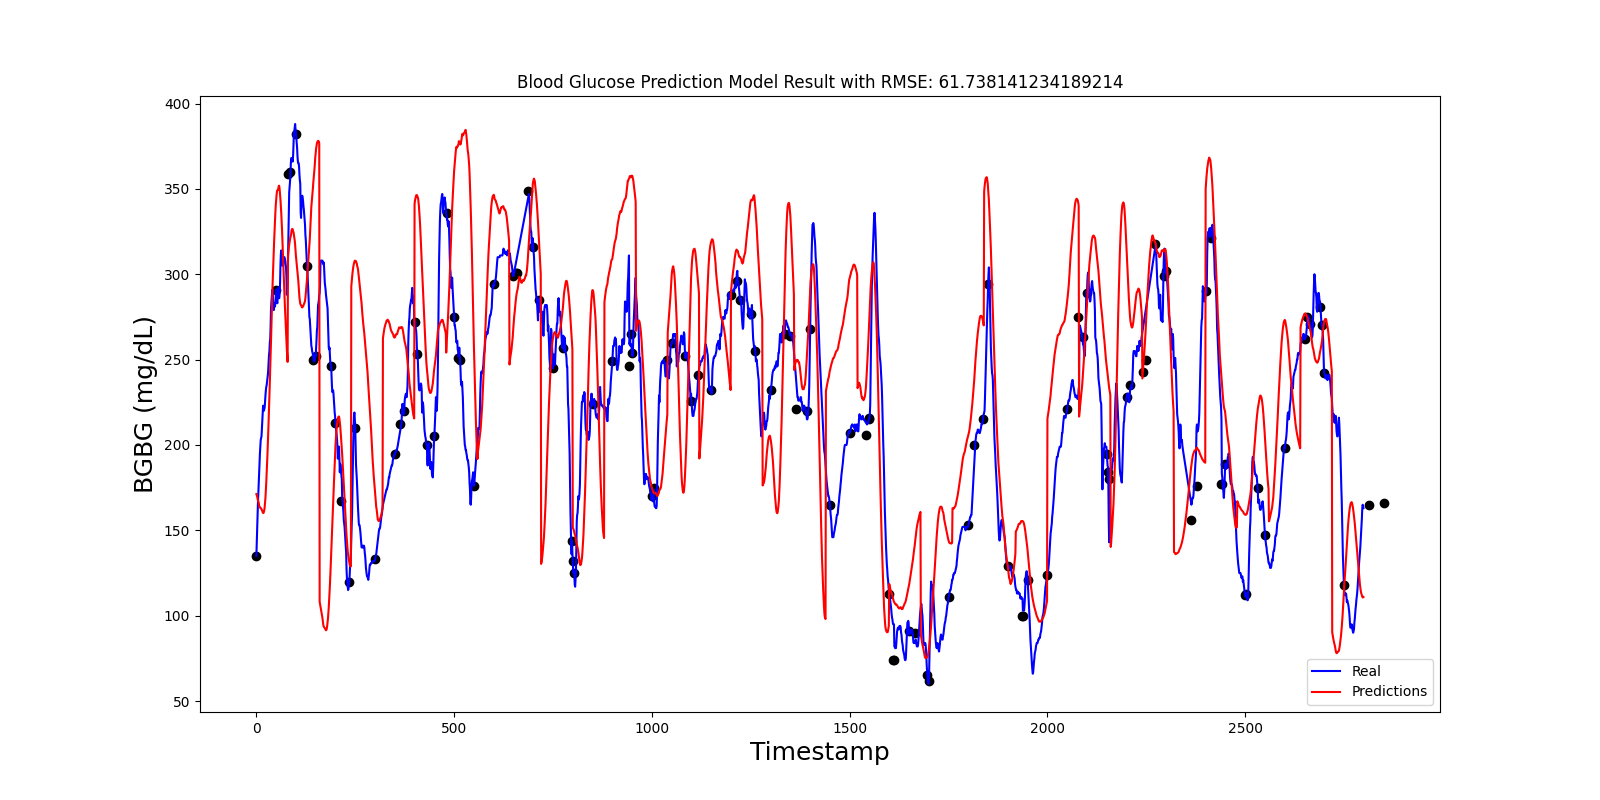 Blood Glucose Prediction Model Result with RMSE: 61.738141234189214
400
350
300
250
200
150
100
50
BGBG (mg/dL)
0
500
1000
1500
2000
2500
Timestamp
Real
Predictions